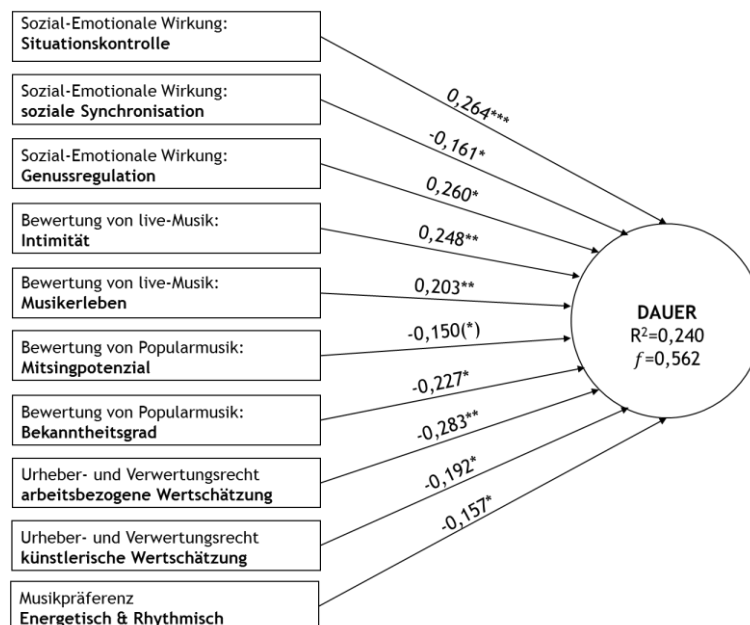 Sozial-Emotionale Wirkung:
Situationskontrolle
Sozial-Emotionale Wirkung:
soziale Synchronisation
Sozial-Emotionale Wirkung:
Genussregulation
Bewertung von live-Musik:
Intimität
Bewertung von live-Musik:
Musikerleben
Bewertung von Popularmusik:
Mitsingpotenzial
Bewertung von Popularmusik:
Bekanntheitsgrad
Urheber- und Verwertungsrecht
arbeitsbezogene Wertschätzung
Urheber- und Verwertungsrecht
künstlerische Wertschätzung
Musikpräferenz
Energetisch & Rhythmisch
0,264***
-0,161*
0,260*
0,248**
0,203**
-0,150(*)
-0,227*
-0,283**
-0,192*
-0,157*
DAUER
R²=0,240
f=0,562